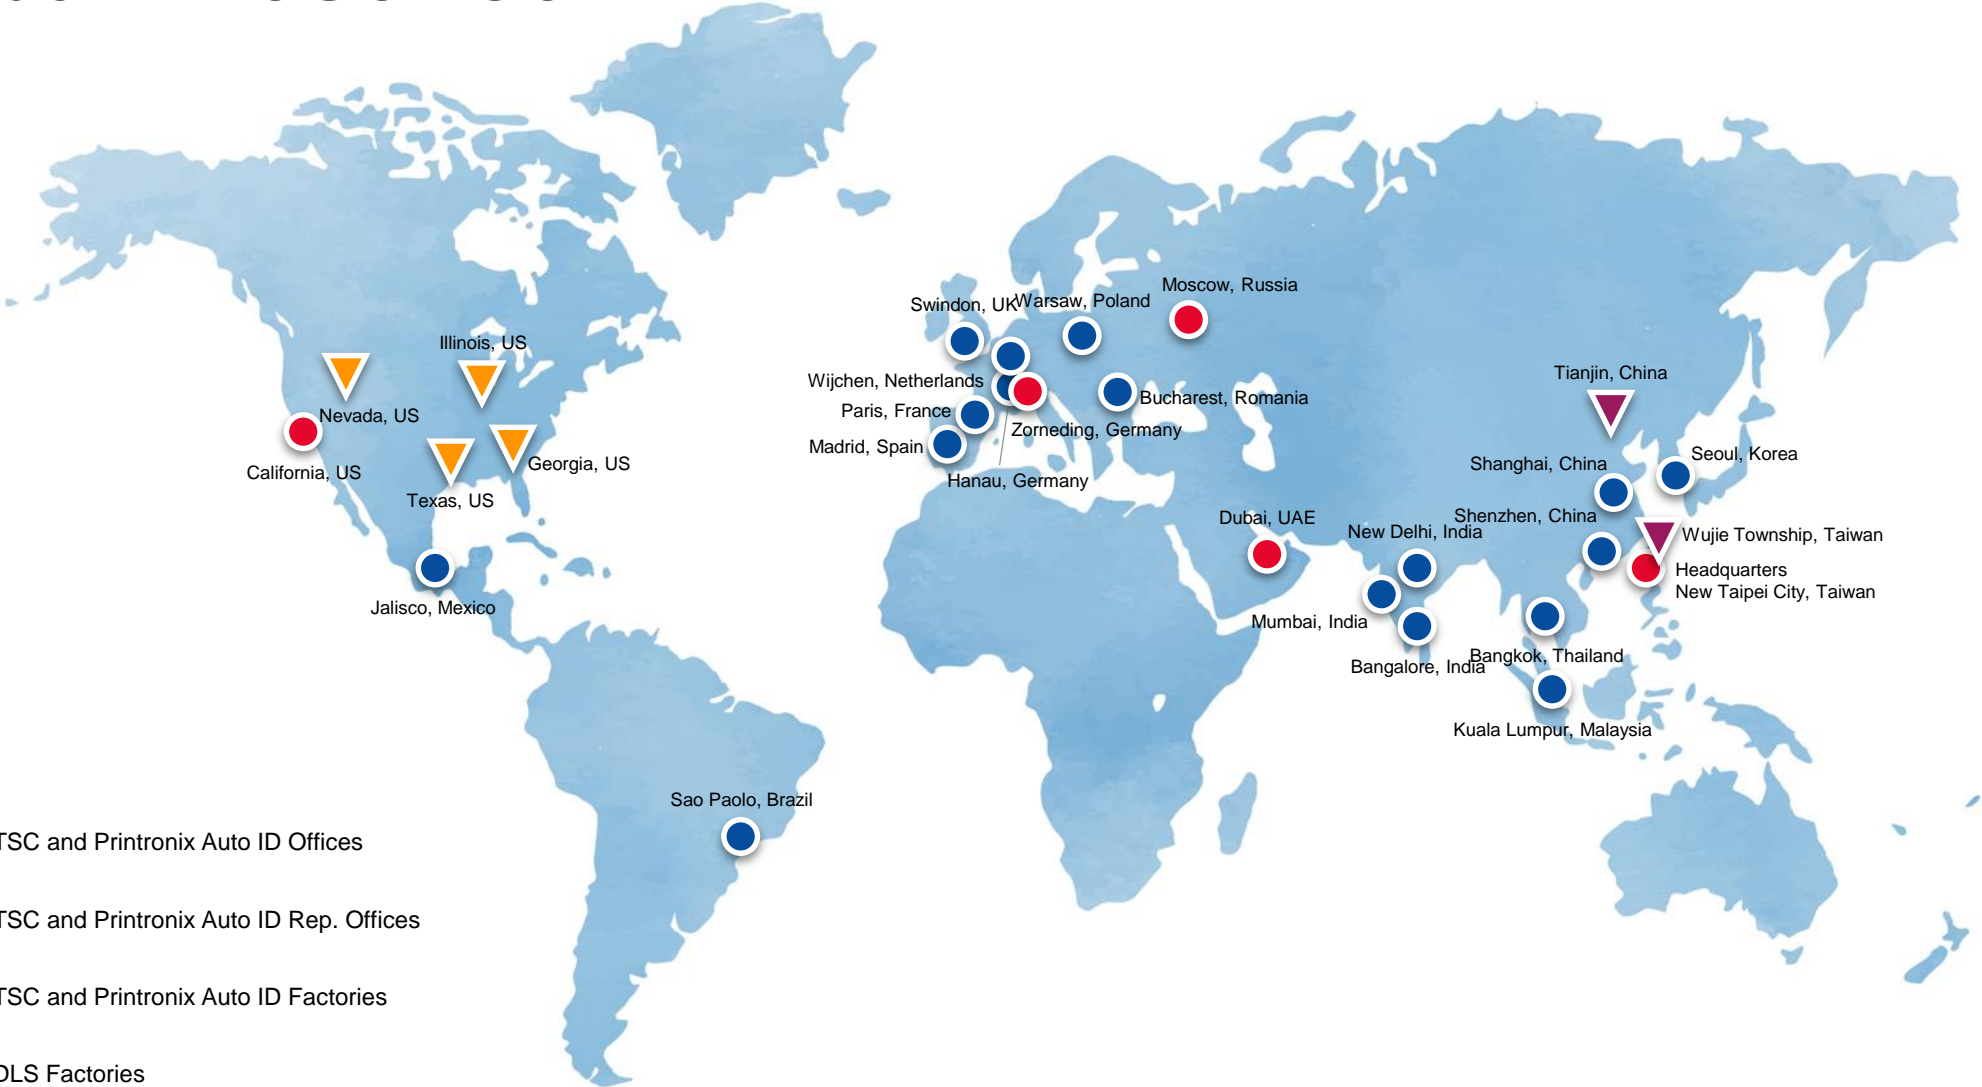 Moscow, Russia
Swindon, UK
Warsaw, Poland
Illinois, US
Tianjin, China
Wijchen, Netherlands
Nevada, US
Paris, France
Bucharest, Romania
Zorneding, Germany
Madrid, Spain
Seoul, Korea
Georgia, US
Shanghai, China
California, US
Hanau, Germany
Texas, US
Dubai, UAE
Shenzhen, China
New Delhi, India
Wujie Township, Taiwan
Headquarters
New Taipei City, Taiwan
Jalisco, Mexico
Mumbai, India
Bangkok, Thailand
Bangalore, India
Kuala Lumpur, Malaysia
Sao Paolo, Brazil
TSC and Printronix Auto ID Offices
TSC and Printronix Auto ID Rep. Offices
TSC and Printronix Auto ID Factories
DLS Factories